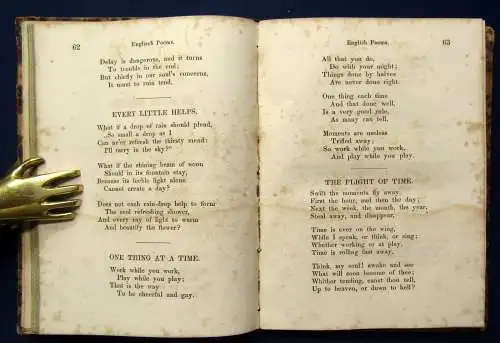 62
English Poems.
Delay is dangerous, and it turns
To trouble in the end;
But chiefly in our soul's concerns,
It must to ruin tend.
EVERY LITTLE HELPS.
What if a drop of rain should plead,
„So small a drop as I
Can ne'er refresh the thirsty mead:
I'll carry in the sky?"
What if the shining beam of noon
Should in its fountain stay,
Because its feeble light alone
Cannot create a day?
Does not each rain-drop help to form
The cool refreshing shower,
And every ray of light to warm
And beautify the flower?
ONE THING AT A TIME.
Work while you work,
Play while you play;
That is the way
To be cheerful and gay.
English Poems.
63
All that you do,
Do with your might;
Things done by halves
Are never done right.
One thing each time
And that done well,
Is a very good rule,
As many can tell.
Moments are useless
Trifled away;
So work while you work,
And play while you play.
THE FLIGHT OF TIME.
Swift the moments fly away.
First the hour, and then the day;
Next the week, the month, the year,
Steal away, and disappear.
Time is ever on the wing,
While I speak, or think, or sing;
Whether working or at play,
Time is rolling fast away.
Think, my soul! awake and see
What will soon become of thee;
Whither tending, canst thou tell,
Up to heaven, or down to hell?